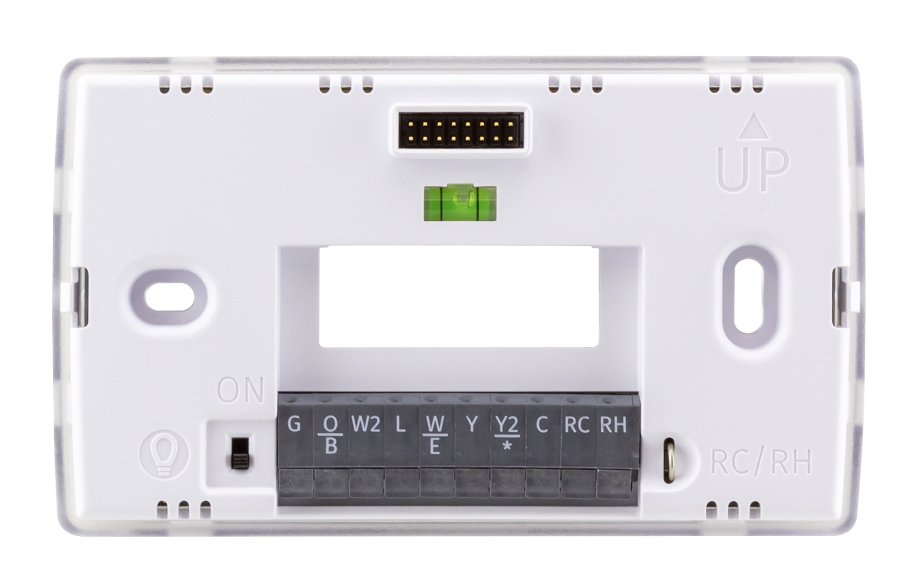 UP
ON
G O/B W2 L W/E Y Y2/* C RC RH
RC/RH